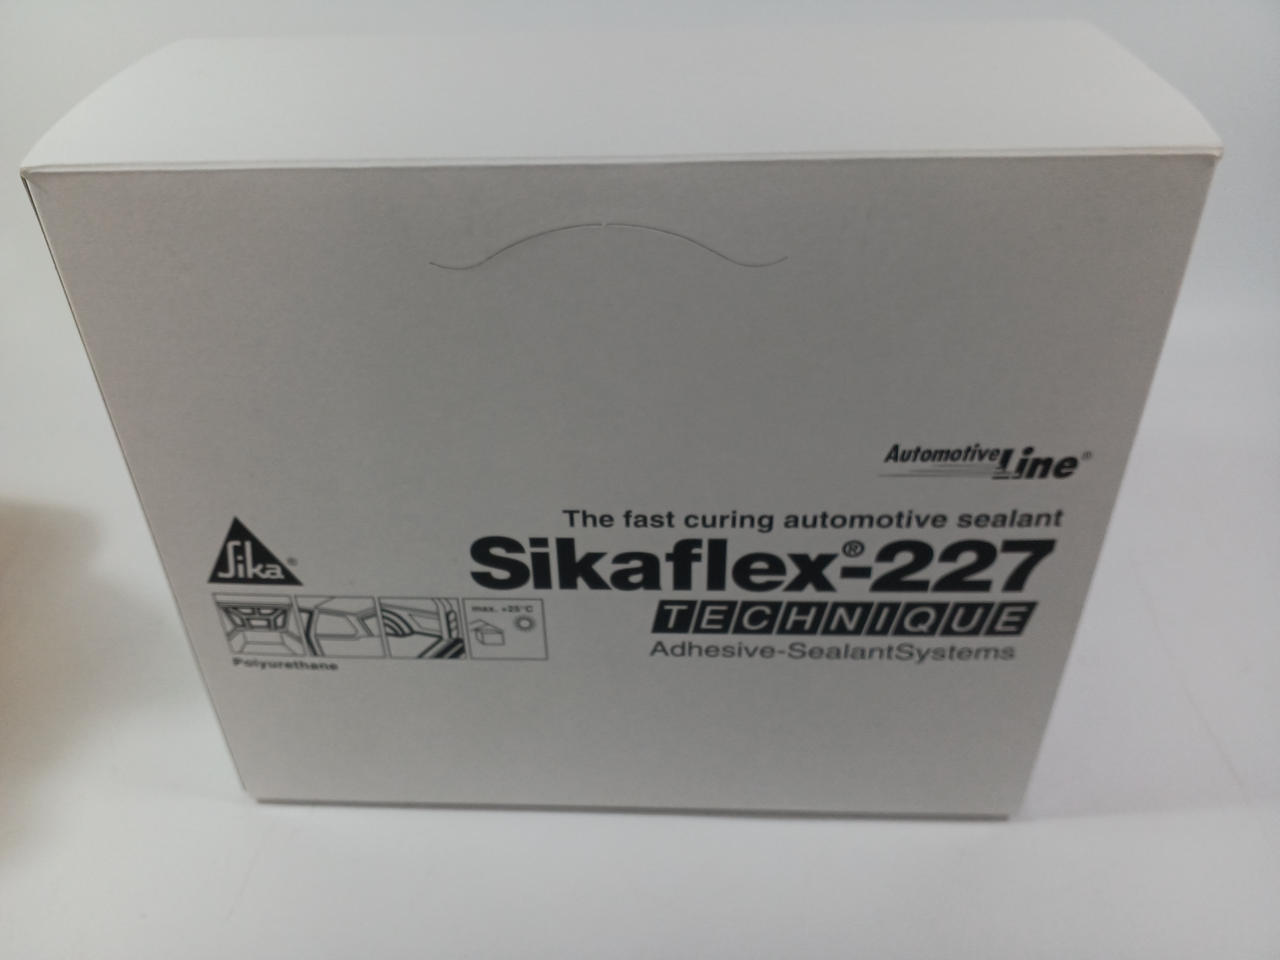 AutomotiveLine®
The fast curing automotive sealant
Sikaflex®-227
TECHNIQUE
Adhesive-SealantSystems
Sika®
max. +25°C
Polyurethane